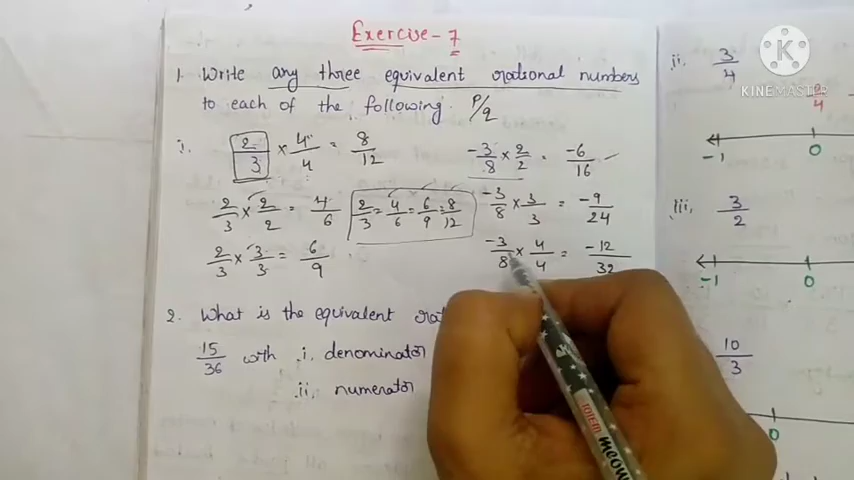 Exercise - 7
1. Write any three equivalent rational numbers
to each of the following. P/q
i. 2/3 × 4/4 = 8/12
-3/8 × 2/2 = -6/16
2/3 × 2/2 = 4/6
2/3 = 4/6 = 6/9 = 8/12
-3/8 × 3/3 = -9/24
2/3 × 3/3 = 6/9
-3/8 × 4/4 = -12/32
2. What is the equivalent
15/36 with i. denominator
ii. numerator
ii. 3/4
KINEMASTER
-1 0
iii. 3/2
-1 0
10/3
0
TOTEM meow